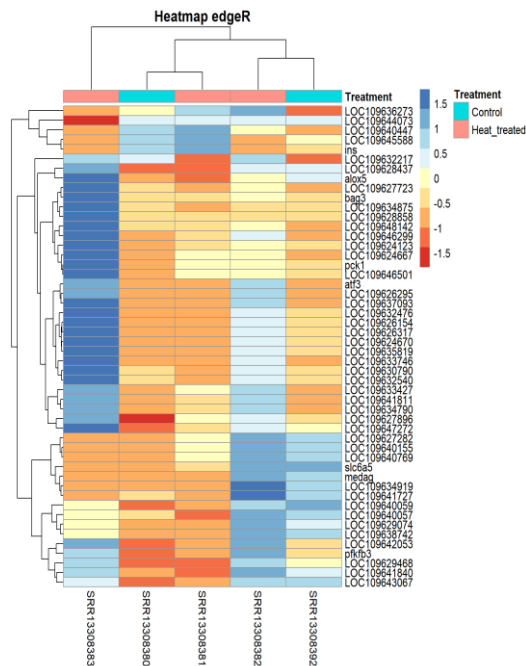 Heatmap edgeR
Treatment
LOC109636273
LOC109644073
LOC109640447
LOC109645588
ins
LOC109632217
LOC109628437
alox5
LOC109627723
bag3
LOC109634875
LOC109628858
LOC109648142
LOC109646299
LOC109624123
LOC109624667
pck1
LOC109646501
atf3
LOC109626295
LOC109637093
LOC109632476
LOC109626154
LOC109626317
LOC109624670
LOC109635819
LOC109633746
LOC109630790
LOC109632540
LOC109633427
LOC109641811
LOC109634790
LOC109627896
LOC109647272
LOC109627282
LOC109640155
LOC109640769
slc6a5
medag
LOC109634919
LOC109641727
LOC109640059
LOC109640057
LOC109629074
LOC109638742
LOC109642053
pfkfb3
LOC109629468
LOC109641840
LOC109643067
SRR13308383
SRR13308380
SRR13308381
SRR13308382
SRR13308392
1.5
1
0.5
0
-0.5
-1
-1.5
Treatment
Control
Heat_treated